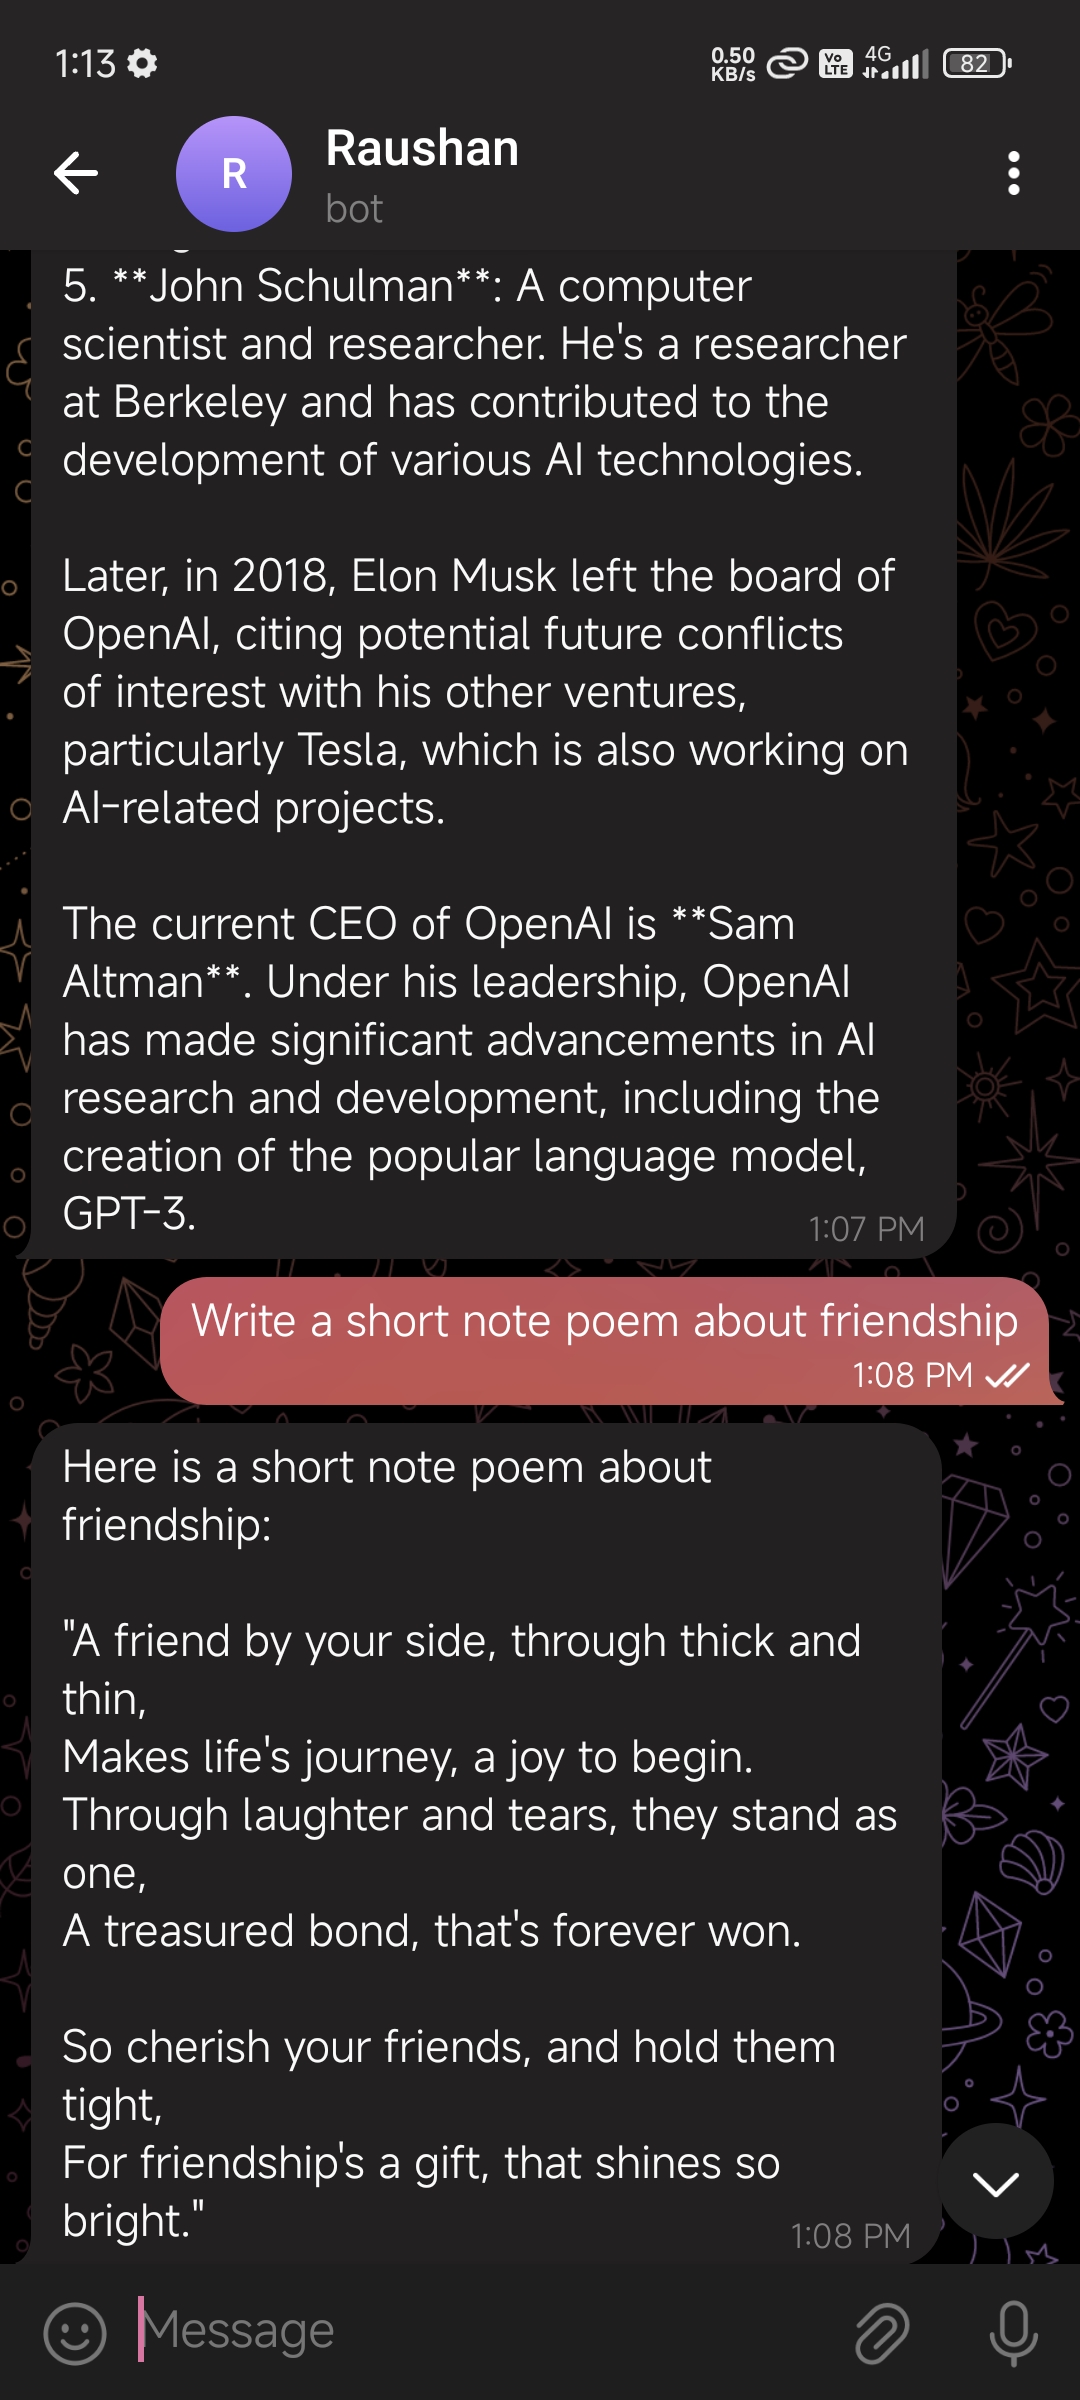 1:13
0.50
KB/s
Vo
LTE
4G
82
R
Raushan
bot
5. **John Schulman**: A computer
scientist and researcher. He's a researcher
at Berkeley and has contributed to the
development of various AI technologies.
Later, in 2018, Elon Musk left the board of
OpenAI, citing potential future conflicts
of interest with his other ventures,
particularly Tesla, which is also working on
AI-related projects.
The current CEO of OpenAI is **Sam
Altman**. Under his leadership, OpenAI
has made significant advancements in AI
research and development, including the
creation of the popular language model,
GPT-3.
1:07 PM
Write a short note poem about friendship
1:08 PM
Here is a short note poem about
friendship:
"A friend by your side, through thick and
thin,
Makes life's journey, a joy to begin.
Through laughter and tears, they stand as
one,
A treasured bond, that's forever won.
So cherish your friends, and hold them
tight,
For friendship's a gift, that shines so
bright."
1:08 PM
Message